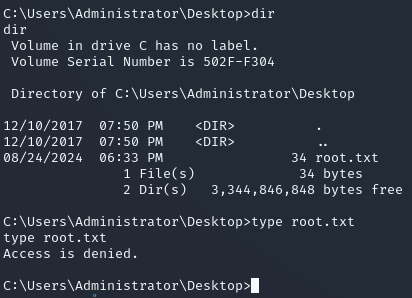 C:\Users\Administrator\Desktop>dir
dir
 Volume in drive C has no label.
 Volume Serial Number is 502F-F304

 Directory of C:\Users\Administrator\Desktop

12/10/2017  07:50 PM    <DIR>          .
12/10/2017  07:50 PM    <DIR>          ..
08/24/2024  06:33 PM                34 root.txt
               1 File(s)             34 bytes
               2 Dir(s)   3,344,846,848 bytes free

C:\Users\Administrator\Desktop>type root.txt
type root.txt
Access is denied.

C:\Users\Administrator\Desktop>